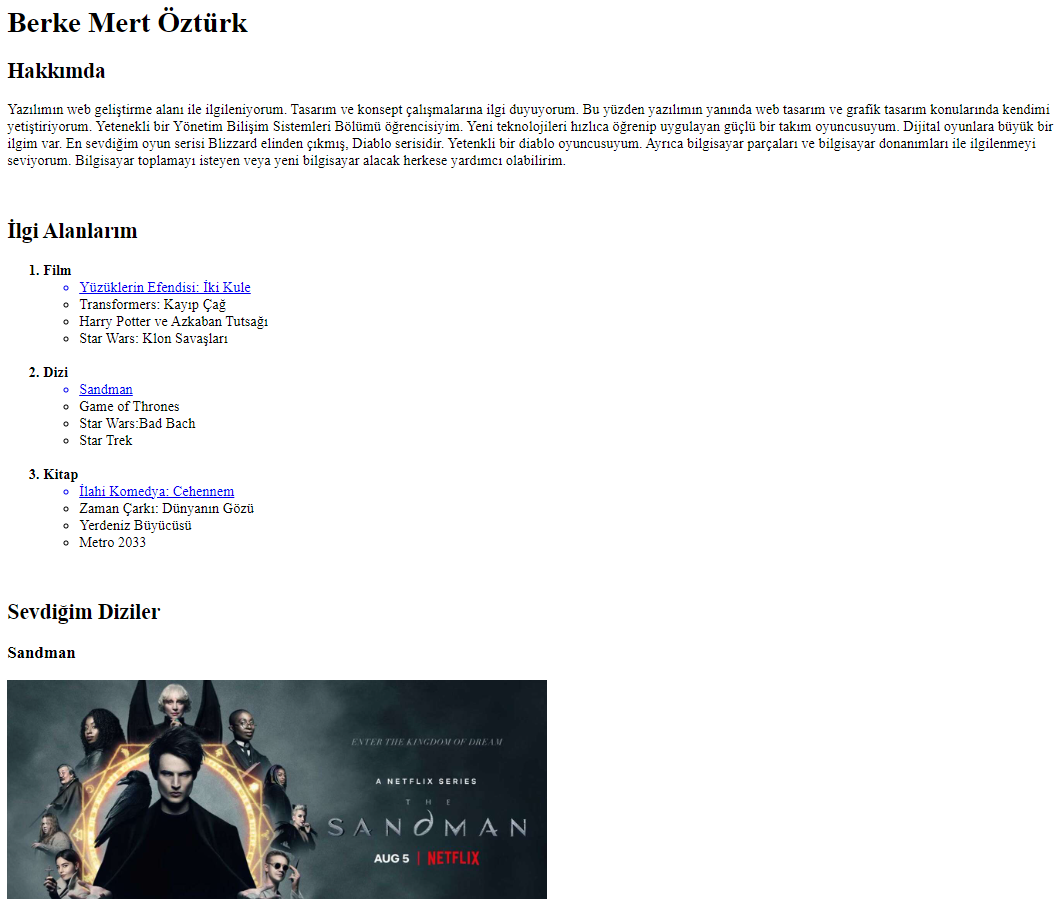 Berke Mert Öztürk
Hakkımda
Yazılımın web geliştirme alanı ile ilgileniyorum. Tasarım ve konsept çalışmalarına ilgi duyuyorum. Bu yüzden yazılımın yanında web tasarım ve grafik tasarım konularında kendimi
yetiştiriyorum. Yetenekli bir Yönetim Bilişim Sistemleri Bölümü öğrencisiyim. Yeni teknolojileri hızlıca öğrenip uygulayan güçlü bir takım oyuncusuyum. Dijital oyunlara büyük bir
ilgim var. En sevdiğim oyun serisi Blizzard elinden çıkmış, Diablo serisidir. Yetenkli bir diablo oyuncusuyum. Ayrıca bilgisayar parçaları ve bilgisayar donanımları ile ilgilenmeyi
seviyorum. Bilgisayar toplamayı isteyen veya yeni bilgisayar alacak herkese yardımcı olabilirim.
İlgi Alanlarım
1. Film
Yüzüklerin Efendisi: İki Kule
Transformers: Kayıp Çağ
Harry Potter ve Azkaban Tutsağı
Star Wars: Klon Savaşları
2. Dizi
Sandman
Game of Thrones
Star Wars:Bad Bach
Star Trek
3. Kitap
İlahi Komedya: Cehennem
Zaman Çarkı: Dünyanın Gözü
Yerdeniz Büyücüsü
Metro 2033
Sevdiğim Diziler
Sandman
ENTER THE KINGDOM OF DREAM
A NETFLIX SERIES
THE
SANDMAN
AUG 5 | NETFLIX